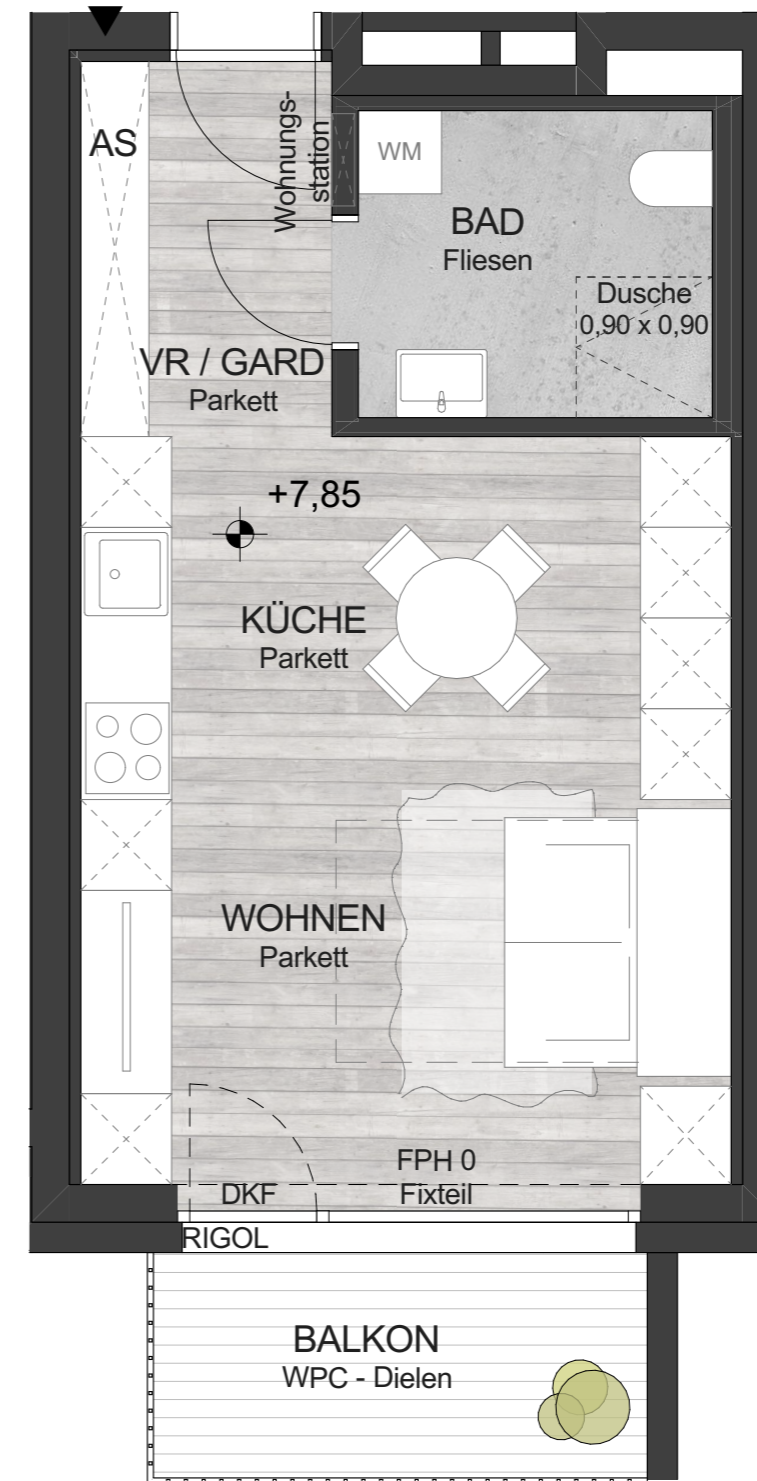 AS
Wohnungs-
station
WM
BAD
Fliesen
Dusche
0,90 x 0,90
VR / GARD
Parkett
+7,85
KÜCHE
Parkett
WOHNEN
Parkett
FPH 0
DKF
Fixteil
RIGOL
BALKON
WPC - Dielen